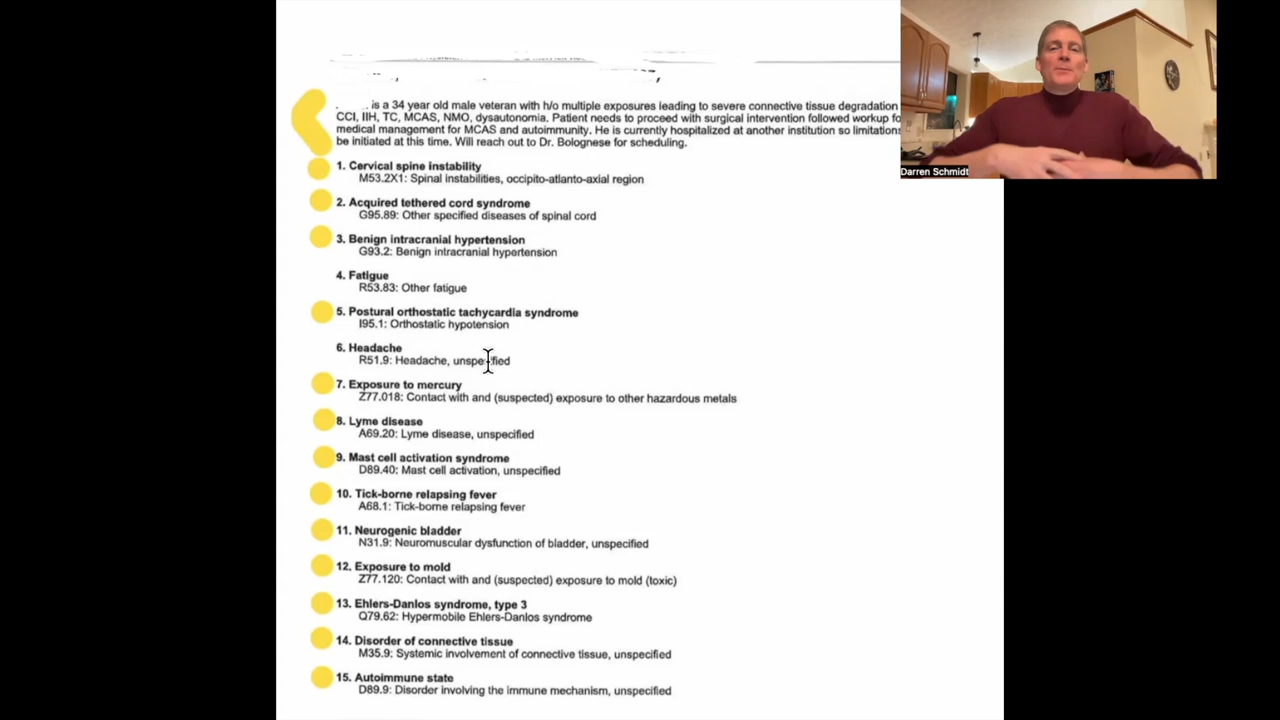 is a 34 year old male veteran with h/o multiple exposures leading to severe connective tissue degradation
CCI, IIH, TC, MCAS, NMO, dysautonomia. Patient needs to proceed with surgical intervention followed workup
medical management for MCAS and autoimmunity. He is currently hospitalized at another institution so limitations
be initiated at this time. Will reach out to Dr. Bolognese for scheduling.
1. Cervical spine instability
M53.2X1: Spinal instabilities, occipito-atlanto-axial region
2. Acquired tethered cord syndrome
G95.89: Other specified diseases of spinal cord
3. Benign intracranial hypertension
G93.2: Benign intracranial hypertension
4. Fatigue
R53.83: Other fatigue
5. Postural orthostatic tachycardia syndrome
I95.1: Orthostatic hypotension
6. Headache
R51.9: Headache, unspecified
7. Exposure to mercury
Z77.018: Contact with and (suspected) exposure to other hazardous metals
8. Lyme disease
A69.20: Lyme disease, unspecified
9. Mast cell activation syndrome
D89.40: Mast cell activation, unspecified
10. Tick-borne relapsing fever
A68.1: Tick-borne relapsing fever
11. Neurogenic bladder
N31.9: Neuromuscular dysfunction of bladder, unspecified
12. Exposure to mold
Z77.120: Contact with and (suspected) exposure to mold (toxic)
13. Ehlers-Danlos syndrome, type 3
Q79.62: Hypermobile Ehlers-Danlos syndrome
14. Disorder of connective tissue
M35.9: Systemic involvement of connective tissue, unspecified
15. Autoimmune state
D89.9: Disorder involving the immune mechanism, unspecified
Darren Schmidt